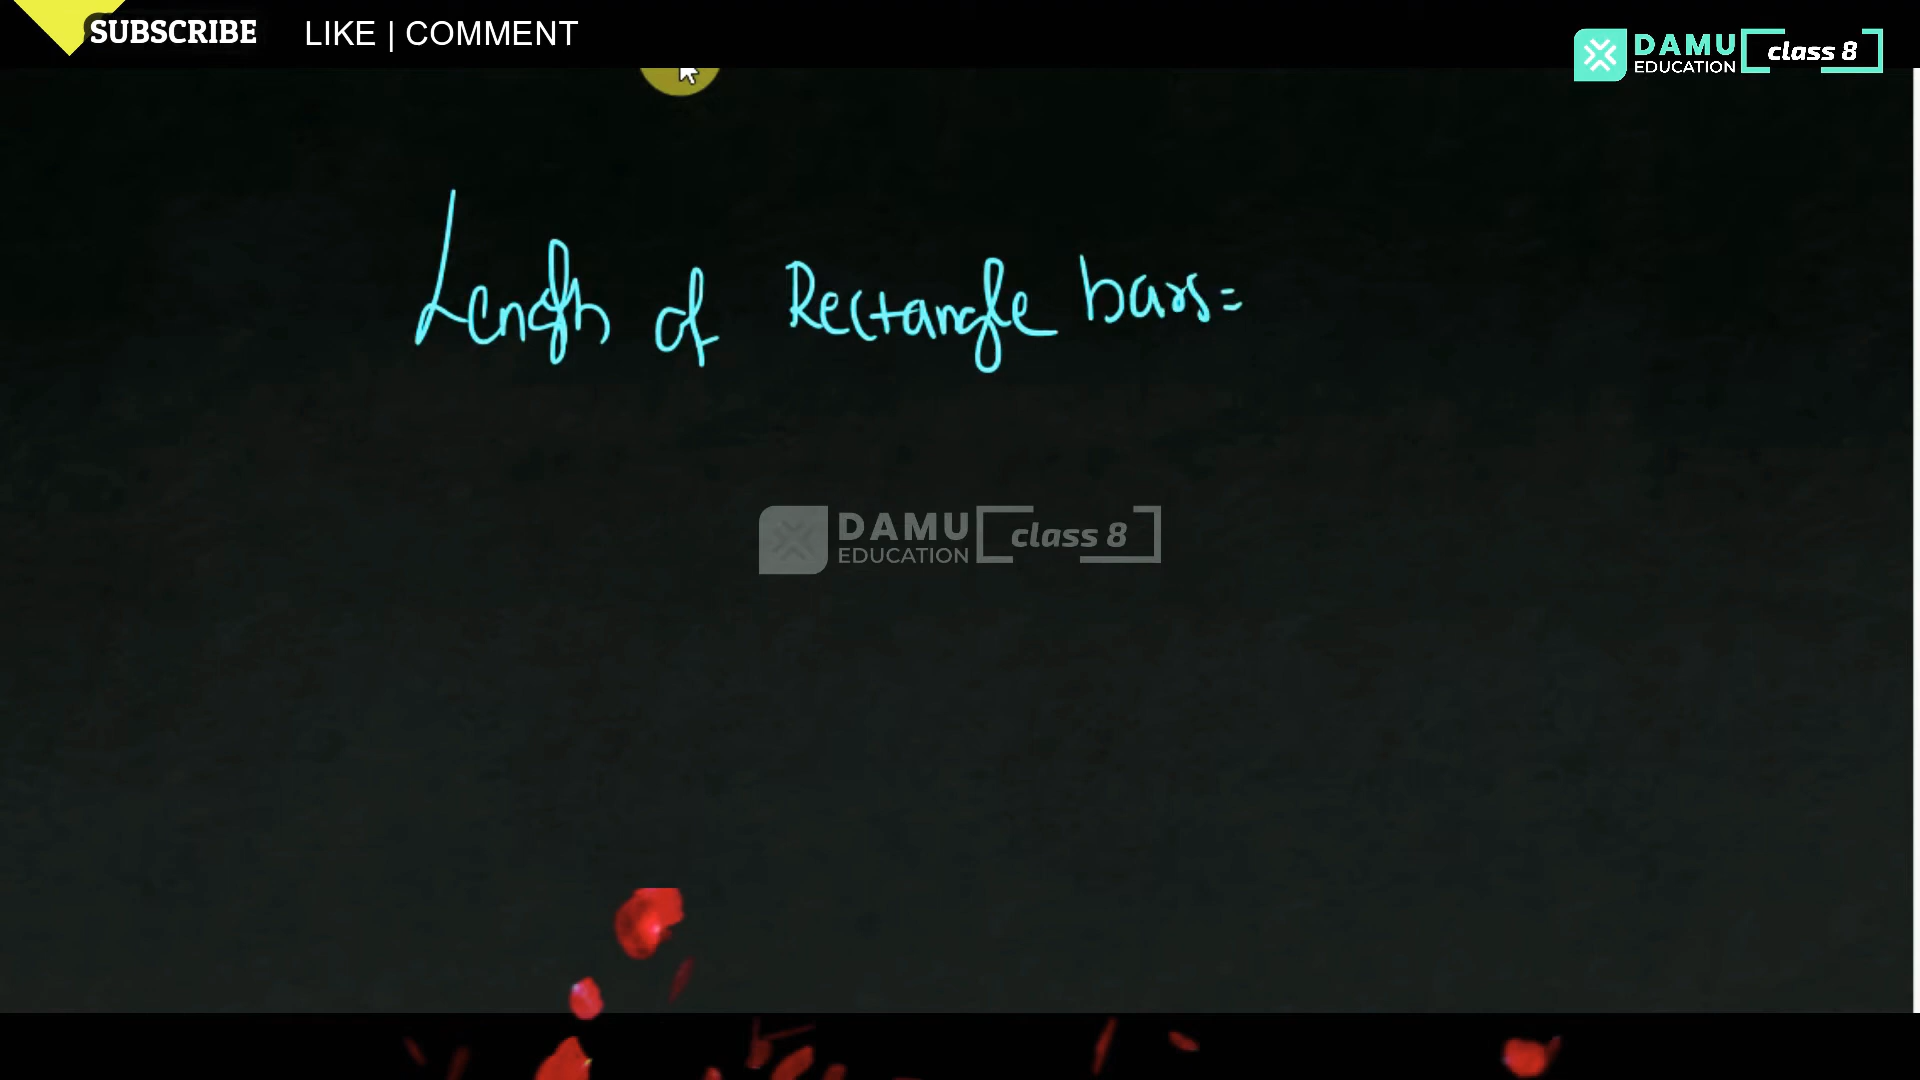 SUBSCRIBE LIKE | COMMENT
DAMU EDUCATION class 8
Length of Rectangle bars=
DAMU EDUCATION class 8